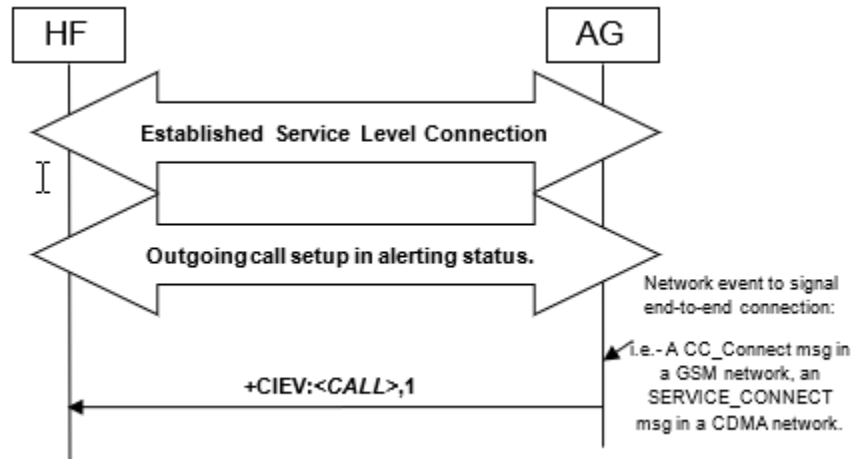 HF
AG
Established Service Level Connection
Outgoing call setup in alerting status.
Network event to signal
end-to-end connection:
i.e.- A CC_Connect msg in
a GSM network, an
SERVICE_CONNECT
msg in a CDMA network.
+CIEV:<CALL>,1